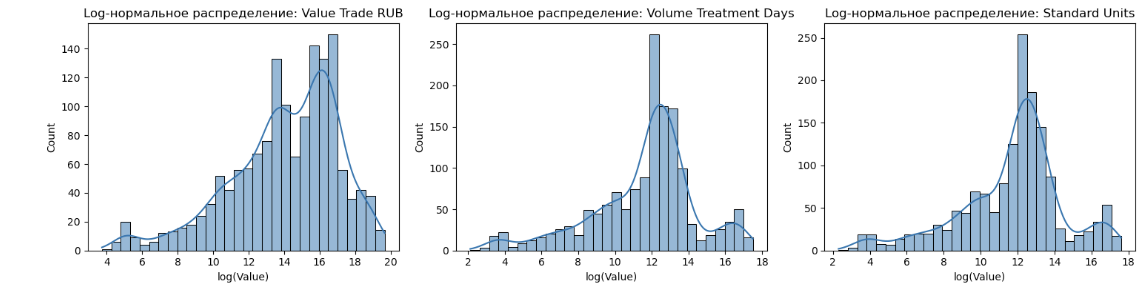 Log-нормальное распределение: Value Trade RUB
Count
140
120
100
80
60
40
20
0
4 6 8 10 12 14 16 18 20
log(Value)
Log-нормальное распределение: Volume Treatment Days
Count
250
200
150
100
50
0
2 4 6 8 10 12 14 16 18
log(Value)
Log-нормальное распределение: Standard Units
Count
250
200
150
100
50
0
2 4 6 8 10 12 14 16 18
log(Value)